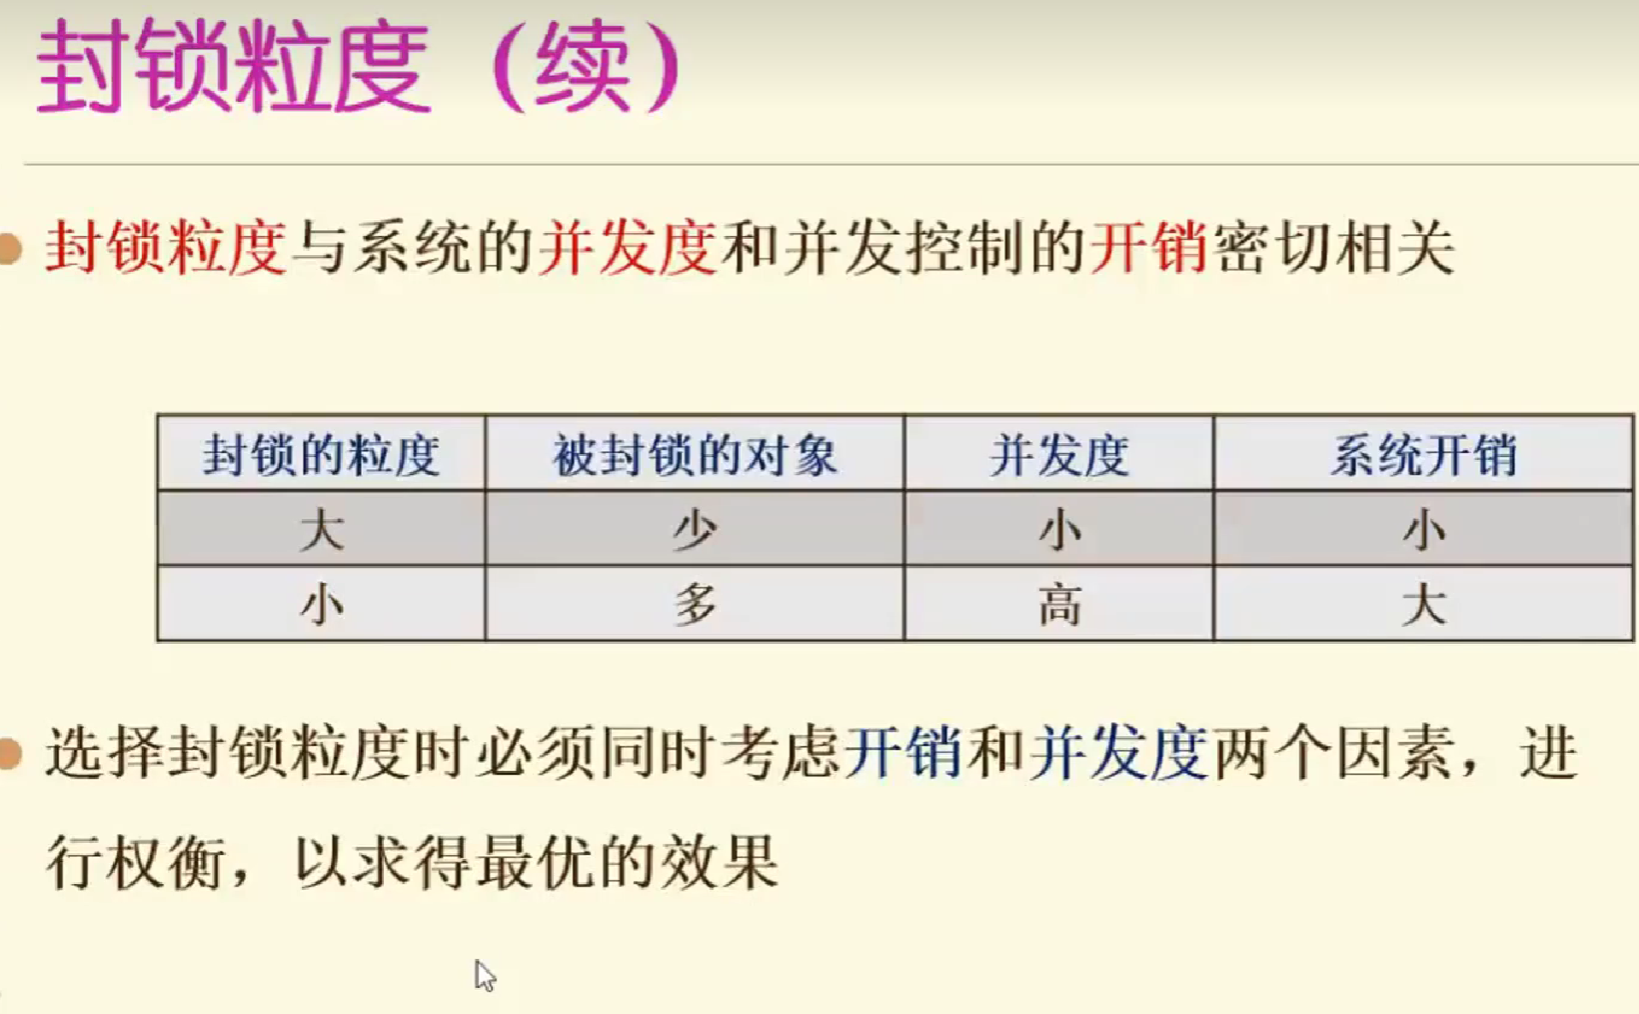 封锁粒度（续）
封锁粒度与系统的并发度和并发控制的开销密切相关
封锁的粒度 被封锁的对象 并发度 系统开销
大 少 小 小
小 多 高 大
选择封锁粒度时必须同时考虑开销和并发度两个因素，进
行权衡，以求得最优的效果